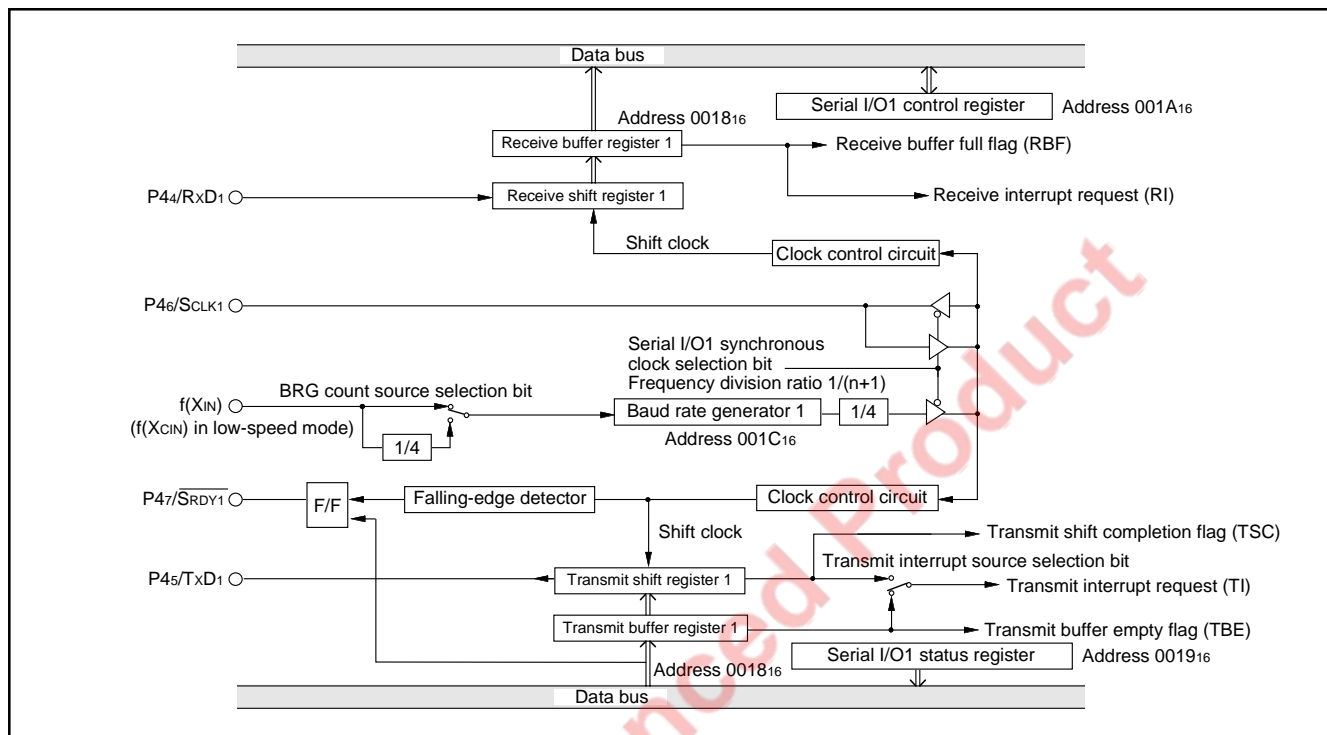 Data bus
Serial I/O1 control register
Address 001A16
Address 001816
Receive buffer register 1
Receive buffer full flag (RBF)
P44/RxD1
Receive shift register 1
Receive interrupt request (RI)
Shift clock
Clock control circuit
P46/SCLK1
Serial I/O1 synchronous
clock selection bit
Frequency division ratio 1/(n+1)
BRG count source selection bit
f(XIN)
Baud rate generator 1
1/4
(f(XCIN) in low-speed mode)
1/4
Address 001C16
P47/SRDY1
F/F
Falling-edge detector
Clock control circuit
Shift clock
Transmit shift completion flag (TSC)
Transmit interrupt source selection bit
P45/TxD1
Transmit shift register 1
Transmit interrupt request (TI)
Transmit buffer register 1
Transmit buffer empty flag (TBE)
Address 001816
Serial I/O1 status register
Address 001916
Data bus
nced Product